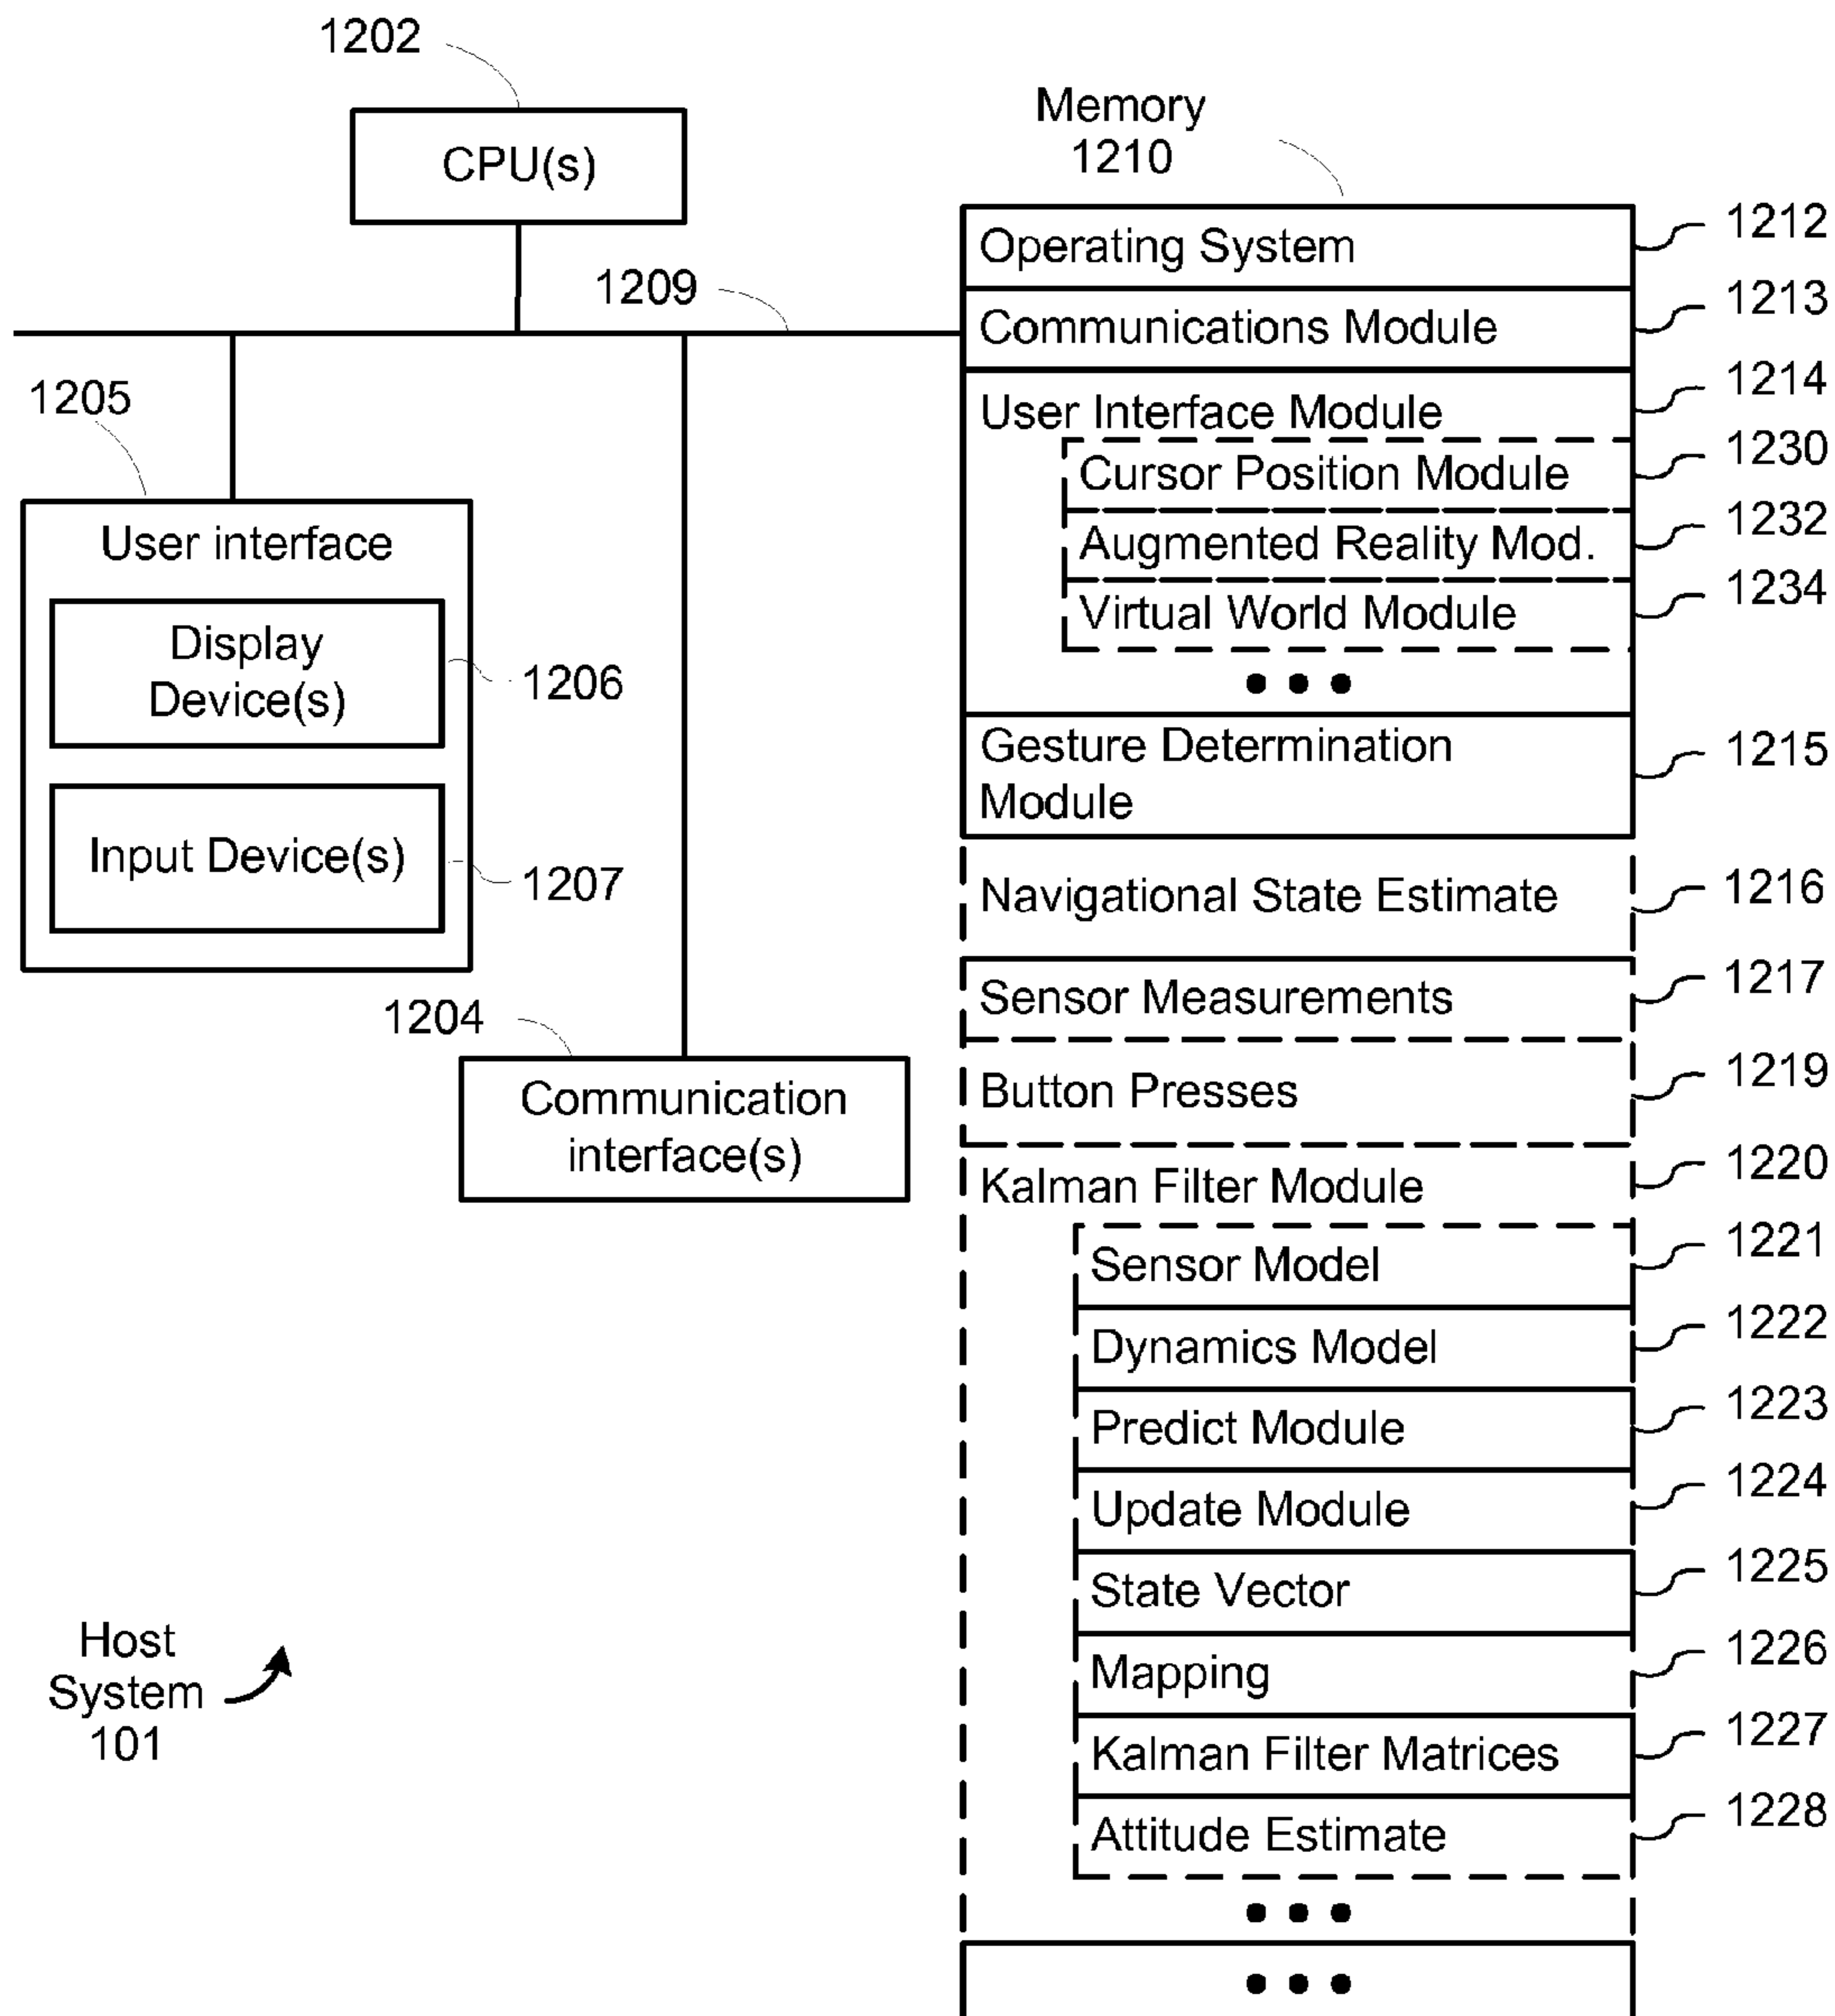 1202
CPU(s)
1209
1205
User interface
Display
Device(s)
1206
Input Device(s)
1207
1204
Communication
interface(s)
Host
System
101
Memory
1210
Operating System
1212
Communications Module
1213
User Interface Module
1214
Cursor Position Module
1230
Augmented Reality Mod.
1232
Virtual World Module
1234
Gesture Determination
Module
1215
Navigational State Estimate
1216
Sensor Measurements
1217
Button Presses
1219
Kalman Filter Module
1220
Sensor Model
1221
Dynamics Model
1222
Predict Module
1223
Update Module
1224
State Vector
1225
Mapping
1226
Kalman Filter Matrices
1227
Attitude Estimate
1228